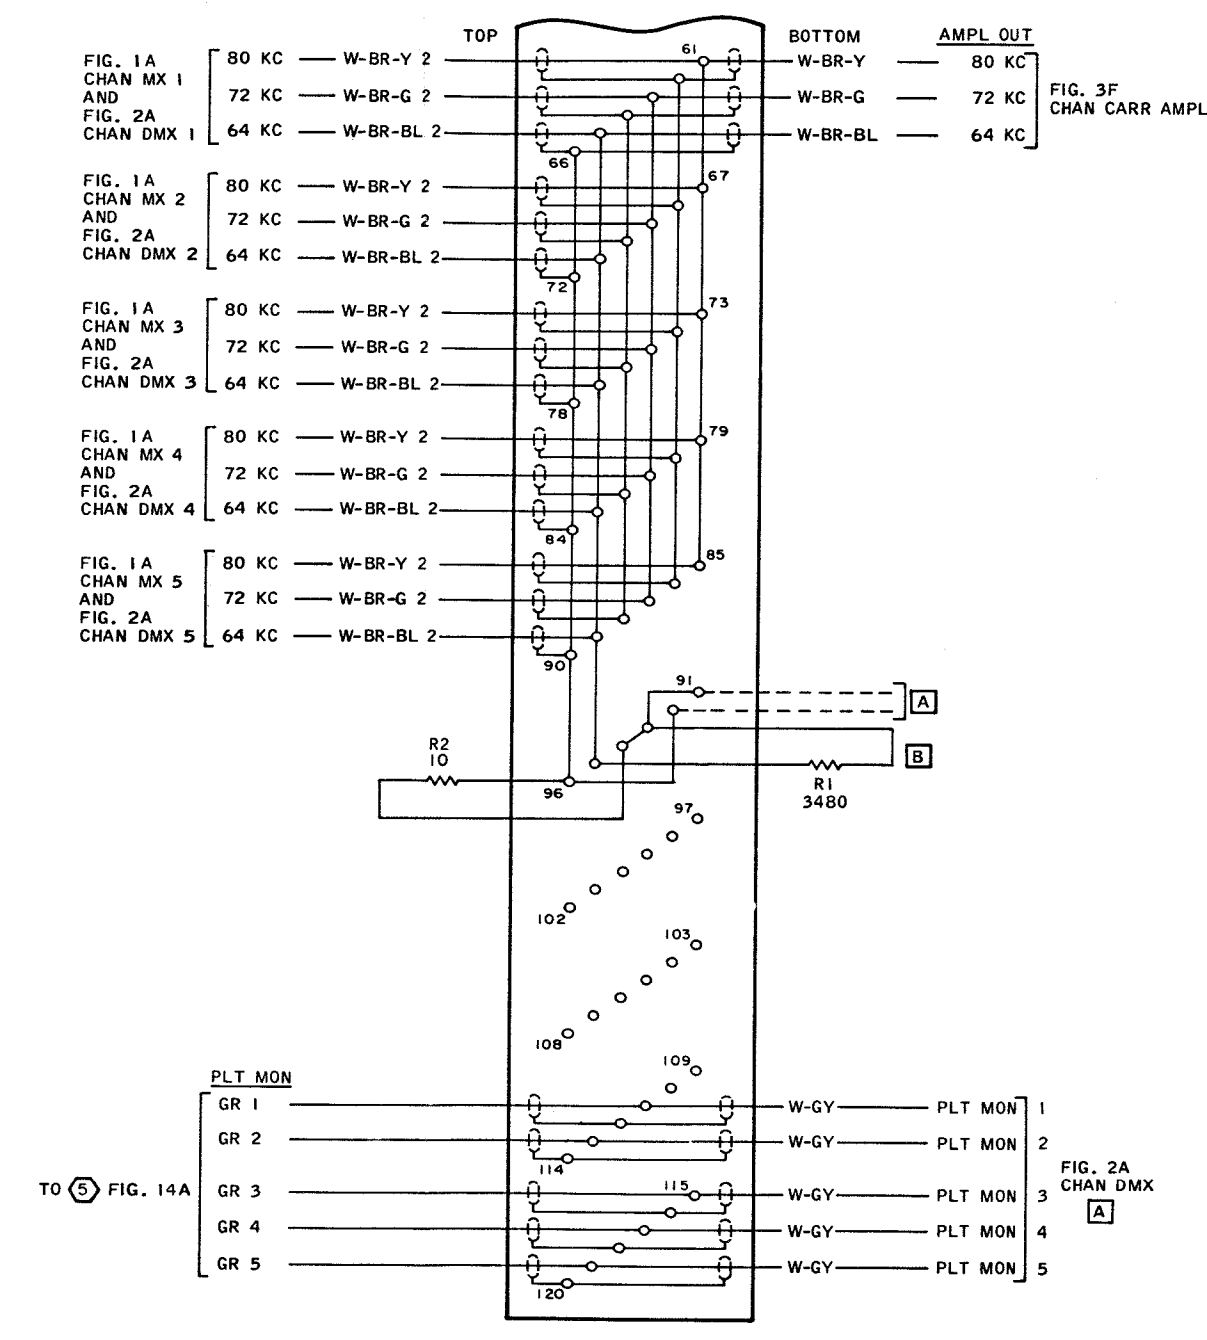 TOP
BOTTOM
AMPL OUT
FIG. 1A
CHAN MX 1
AND
FIG. 2A
CHAN DMX 1
80 KC W-BR-Y 2
72 KC W-BR-G 2
64 KC W-BR-BL 2
61
66
W-BR-Y 80 KC
W-BR-G 72 KC
W-BR-BL 64 KC
FIG. 3F
CHAN CARR AMPL
FIG. 1A
CHAN MX 2
AND
FIG. 2A
CHAN DMX 2
80 KC W-BR-Y 2
72 KC W-BR-G 2
64 KC W-BR-BL 2
67
72
FIG. 1A
CHAN MX 3
AND
FIG. 2A
CHAN DMX 3
80 KC W-BR-Y 2
72 KC W-BR-G 2
64 KC W-BR-BL 2
73
78
FIG. 1A
CHAN MX 4
AND
FIG. 2A
CHAN DMX 4
80 KC W-BR-Y 2
72 KC W-BR-G 2
64 KC W-BR-BL 2
79
84
FIG. 1A
CHAN MX 5
AND
FIG. 2A
CHAN DMX 5
80 KC W-BR-Y 2
72 KC W-BR-G 2
64 KC W-BR-BL 2
85
90
91
A
B
R2
10
96
R1
3480
97
102
103
108
109
PLT MON
GR 1 W-GY PLT MON 1
GR 2 W-GY PLT MON 2
114
TO 5 FIG. 14A
GR 3 115 W-GY PLT MON 3
GR 4 W-GY PLT MON 4
GR 5 W-GY PLT MON 5
120
FIG. 2A
CHAN DMX
A